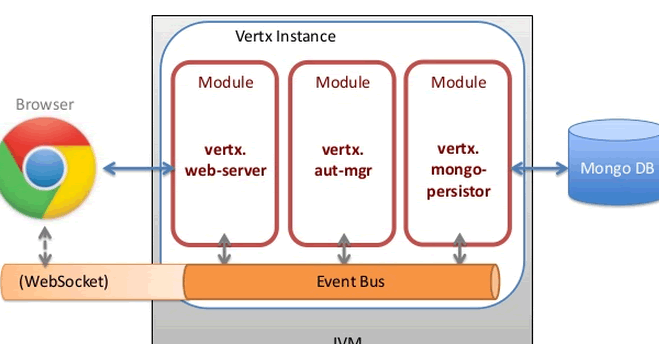 Vertx Instance
Browser
Module
vertx.
web-server
Module
vertx.
aut-mgr
Module
vertx.
mongo-
persistor
Mongo DB
(WebSocket)
Event Bus
JVM